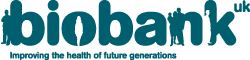 biobank uk
Improving the health of future generations